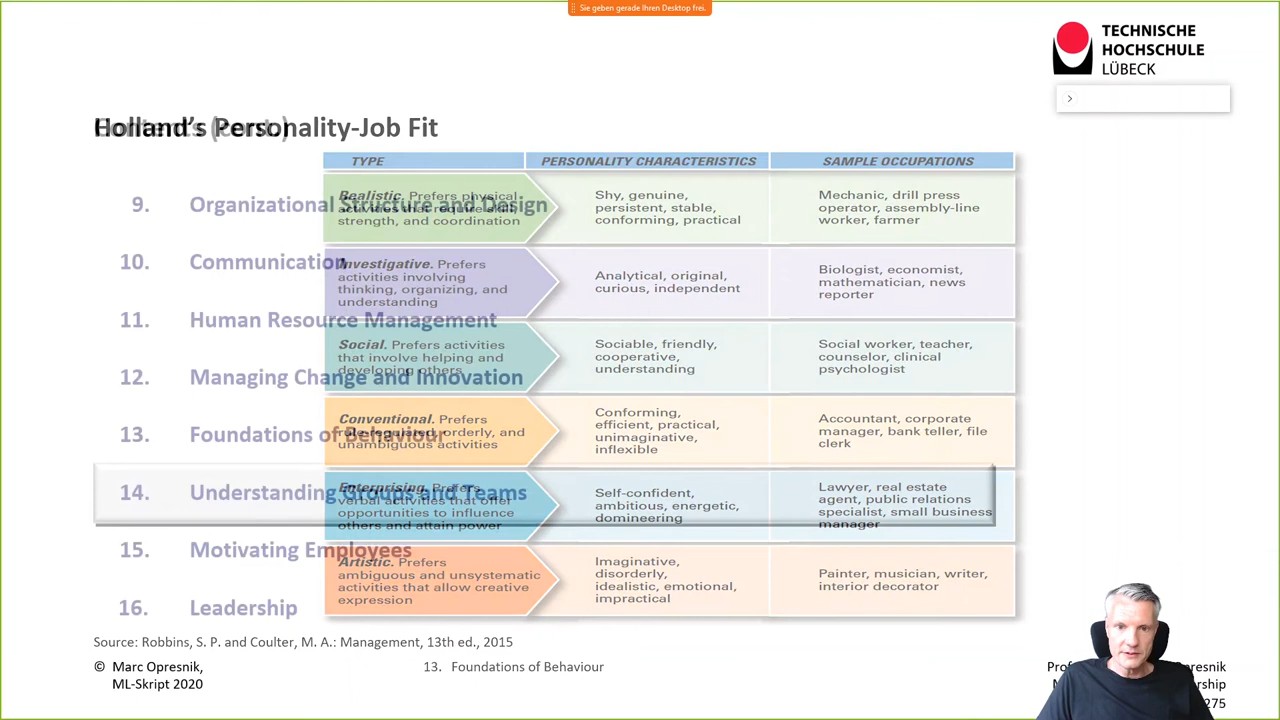 Sie geben gerade Ihren Desktop frei.
TECHNISCHE
HOCHSCHULE
LÜBECK
Holland's Personality-Job Fit
TYPE
PERSONALITY CHARACTERISTICS
SAMPLE OCCUPATIONS
Realistic. Prefers physical
activities that require skill,
strength, and coordination
Shy, genuine,
persistent, stable,
conforming, practical
Mechanic, drill press
operator, assembly-line
worker, farmer
Investigative. Prefers
activities involving
thinking, organizing, and
understanding
Analytical, original,
curious, independent
Biologist, economist,
mathematician, news
reporter
Social. Prefers activities
that involve helping and
developing others
Sociable, friendly,
cooperative,
understanding
Social worker, teacher,
counselor, clinical
psychologist
Conventional. Prefers
rule-regulated, orderly, and
unambiguous activities
Conforming,
efficient, practical,
unimaginative,
inflexible
Accountant, corporate
manager, bank teller, file
clerk
Enterprising. Prefers
verbal activities that offer
opportunities to influence
others and attain power
Self-confident,
ambitious, energetic,
domineering
Lawyer, real estate
agent, public relations
specialist, small business
manager
Artistic. Prefers
ambiguous and unsystematic
activities that allow creative
expression
Imaginative,
disorderly,
idealistic, emotional,
impractical
Painter, musician, writer,
interior decorator
9. Organizational Structure and Design
10. Communication
11. Human Resource Management
12. Managing Change and Innovation
13. Foundations of Behaviour
14. Understanding Groups and Teams
15. Motivating Employees
16. Leadership
Source: Robbins, S. P. and Coulter, M. A.: Management, 13th ed., 2015
© Marc Opresnik,
ML-Skript 2020
13. Foundations of Behaviour
275